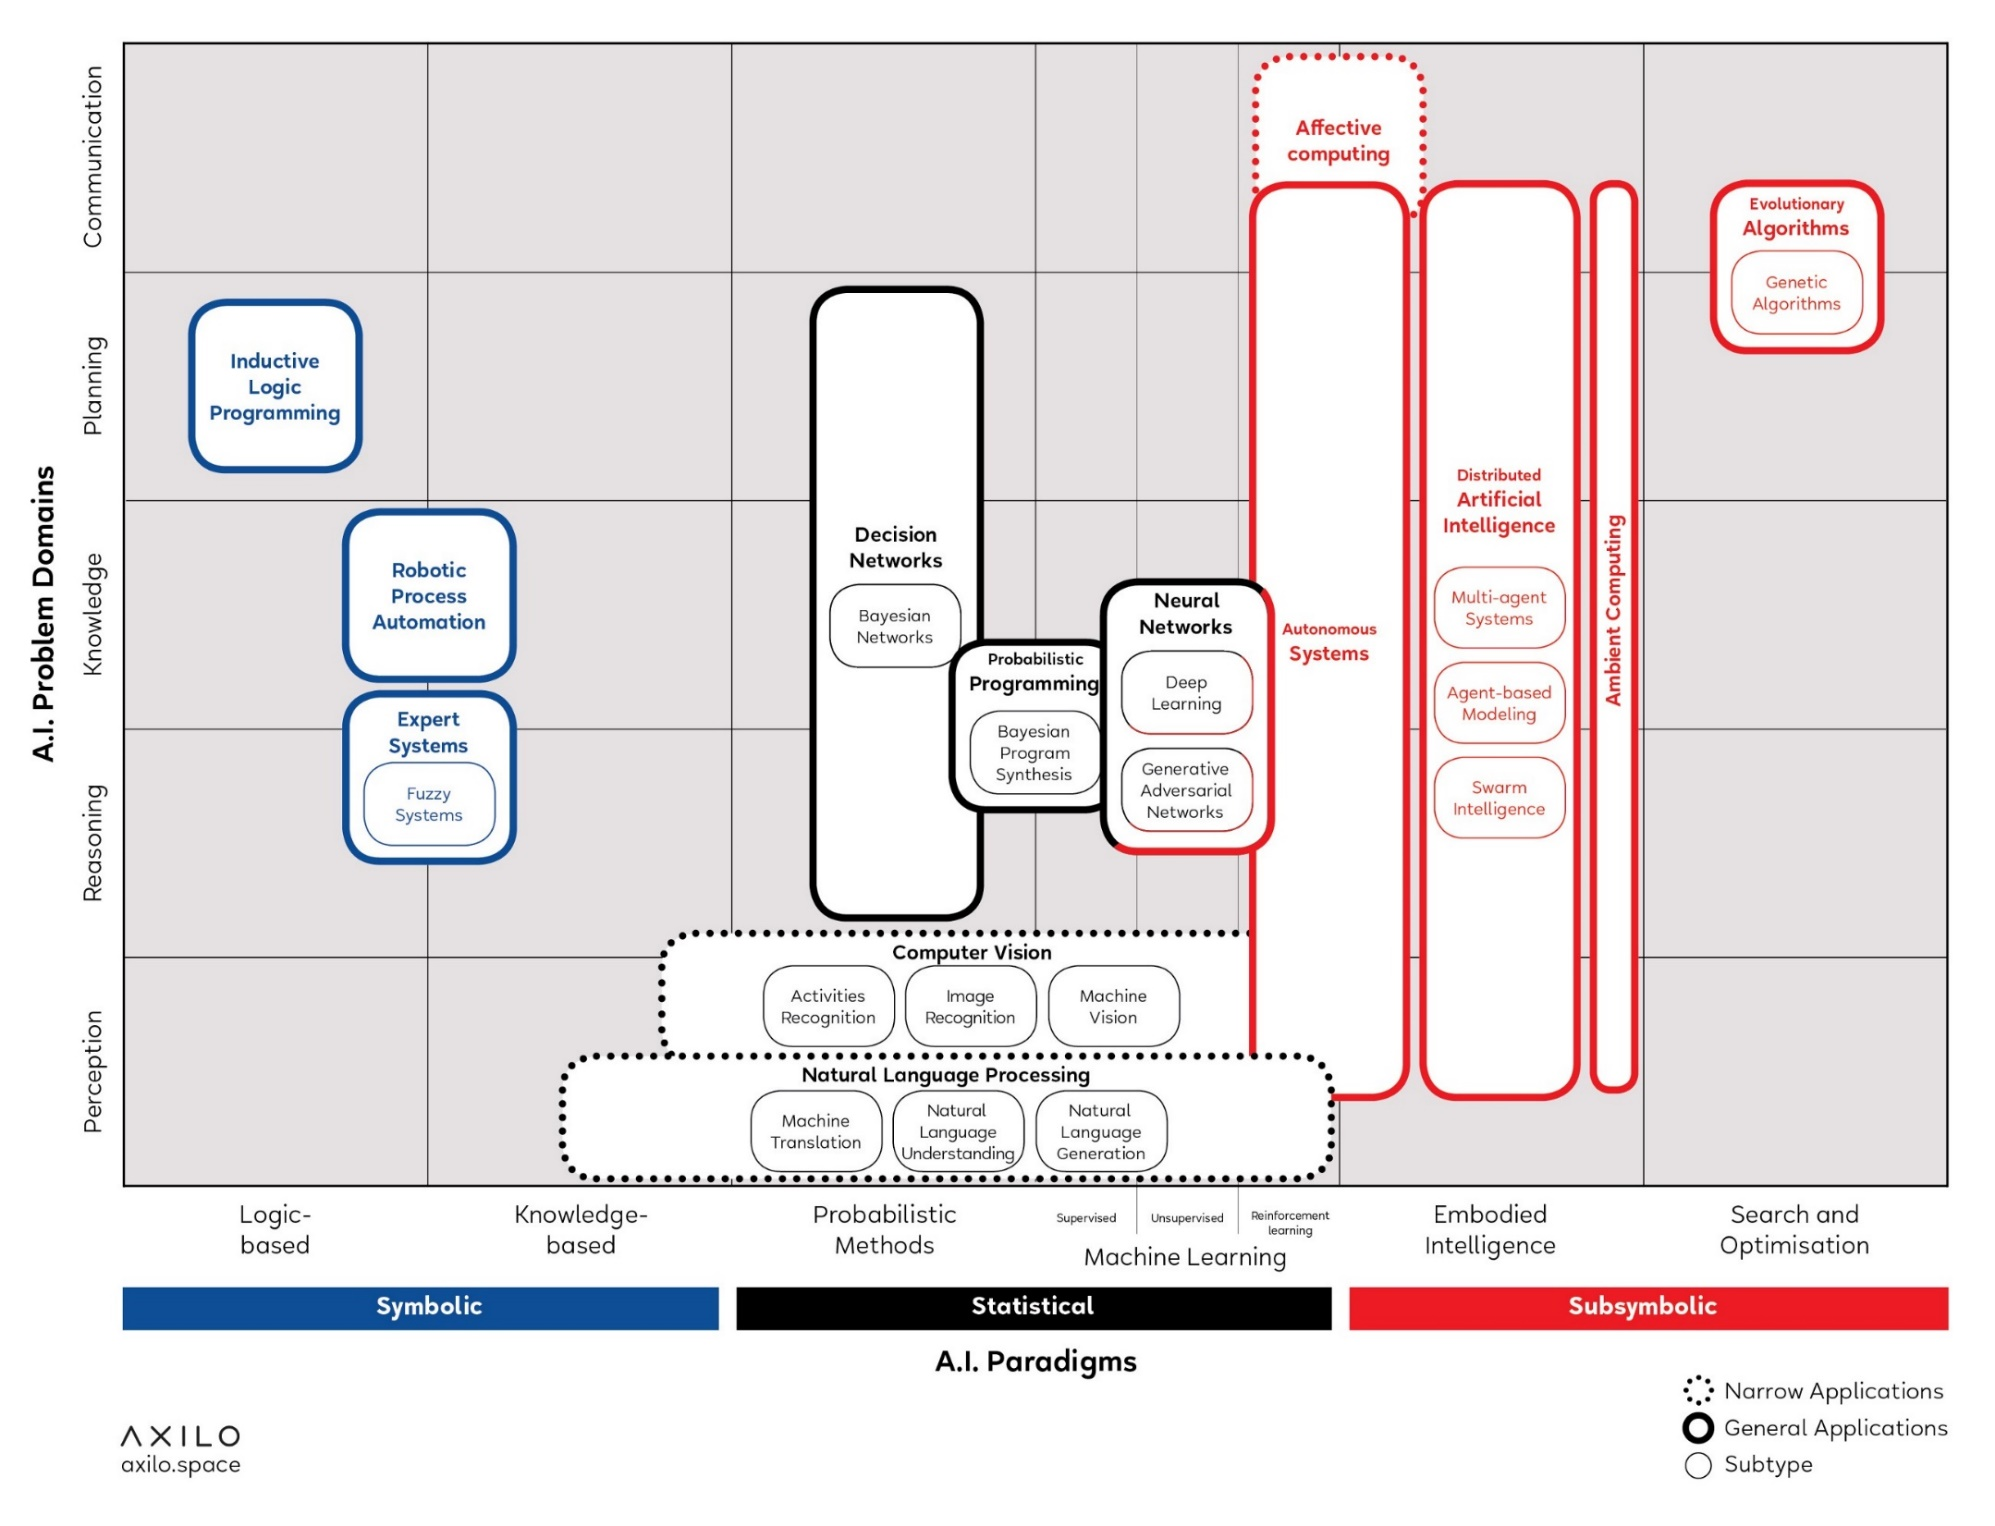 A.I. Problem Domains
Communication
Planning
Knowledge
Reasoning
Perception
Affective
computing
Evolutionary
Algorithms
Genetic
Algorithms
Inductive
Logic
Programming
Robotic
Process
Automation
Expert
Systems
Fuzzy
Systems
Decision
Networks
Bayesian
Networks
Probabilistic
Programming
Bayesian
Program
Synthesis
Neural
Networks
Deep
Learning
Generative
Adversarial
Networks
Autonomous
Systems
Distributed
Artificial
Intelligence
Multi-agent
Systems
Agent-based
Modeling
Swarm
Intelligence
Ambient Computing
Computer Vision
Activities
Recognition
Image
Recognition
Machine
Vision
Natural Language Processing
Machine
Translation
Natural
Language
Understanding
Natural
Language
Generation
Logic-
based
Knowledge-
based
Probabilistic
Methods
Supervised
Unsupervised
Reinforcement
learning
Machine Learning
Embodied
Intelligence
Search and
Optimisation
Symbolic
Statistical
Subsymbolic
A.I. Paradigms
Narrow Applications
General Applications
Subtype
AXILO
axilo.space